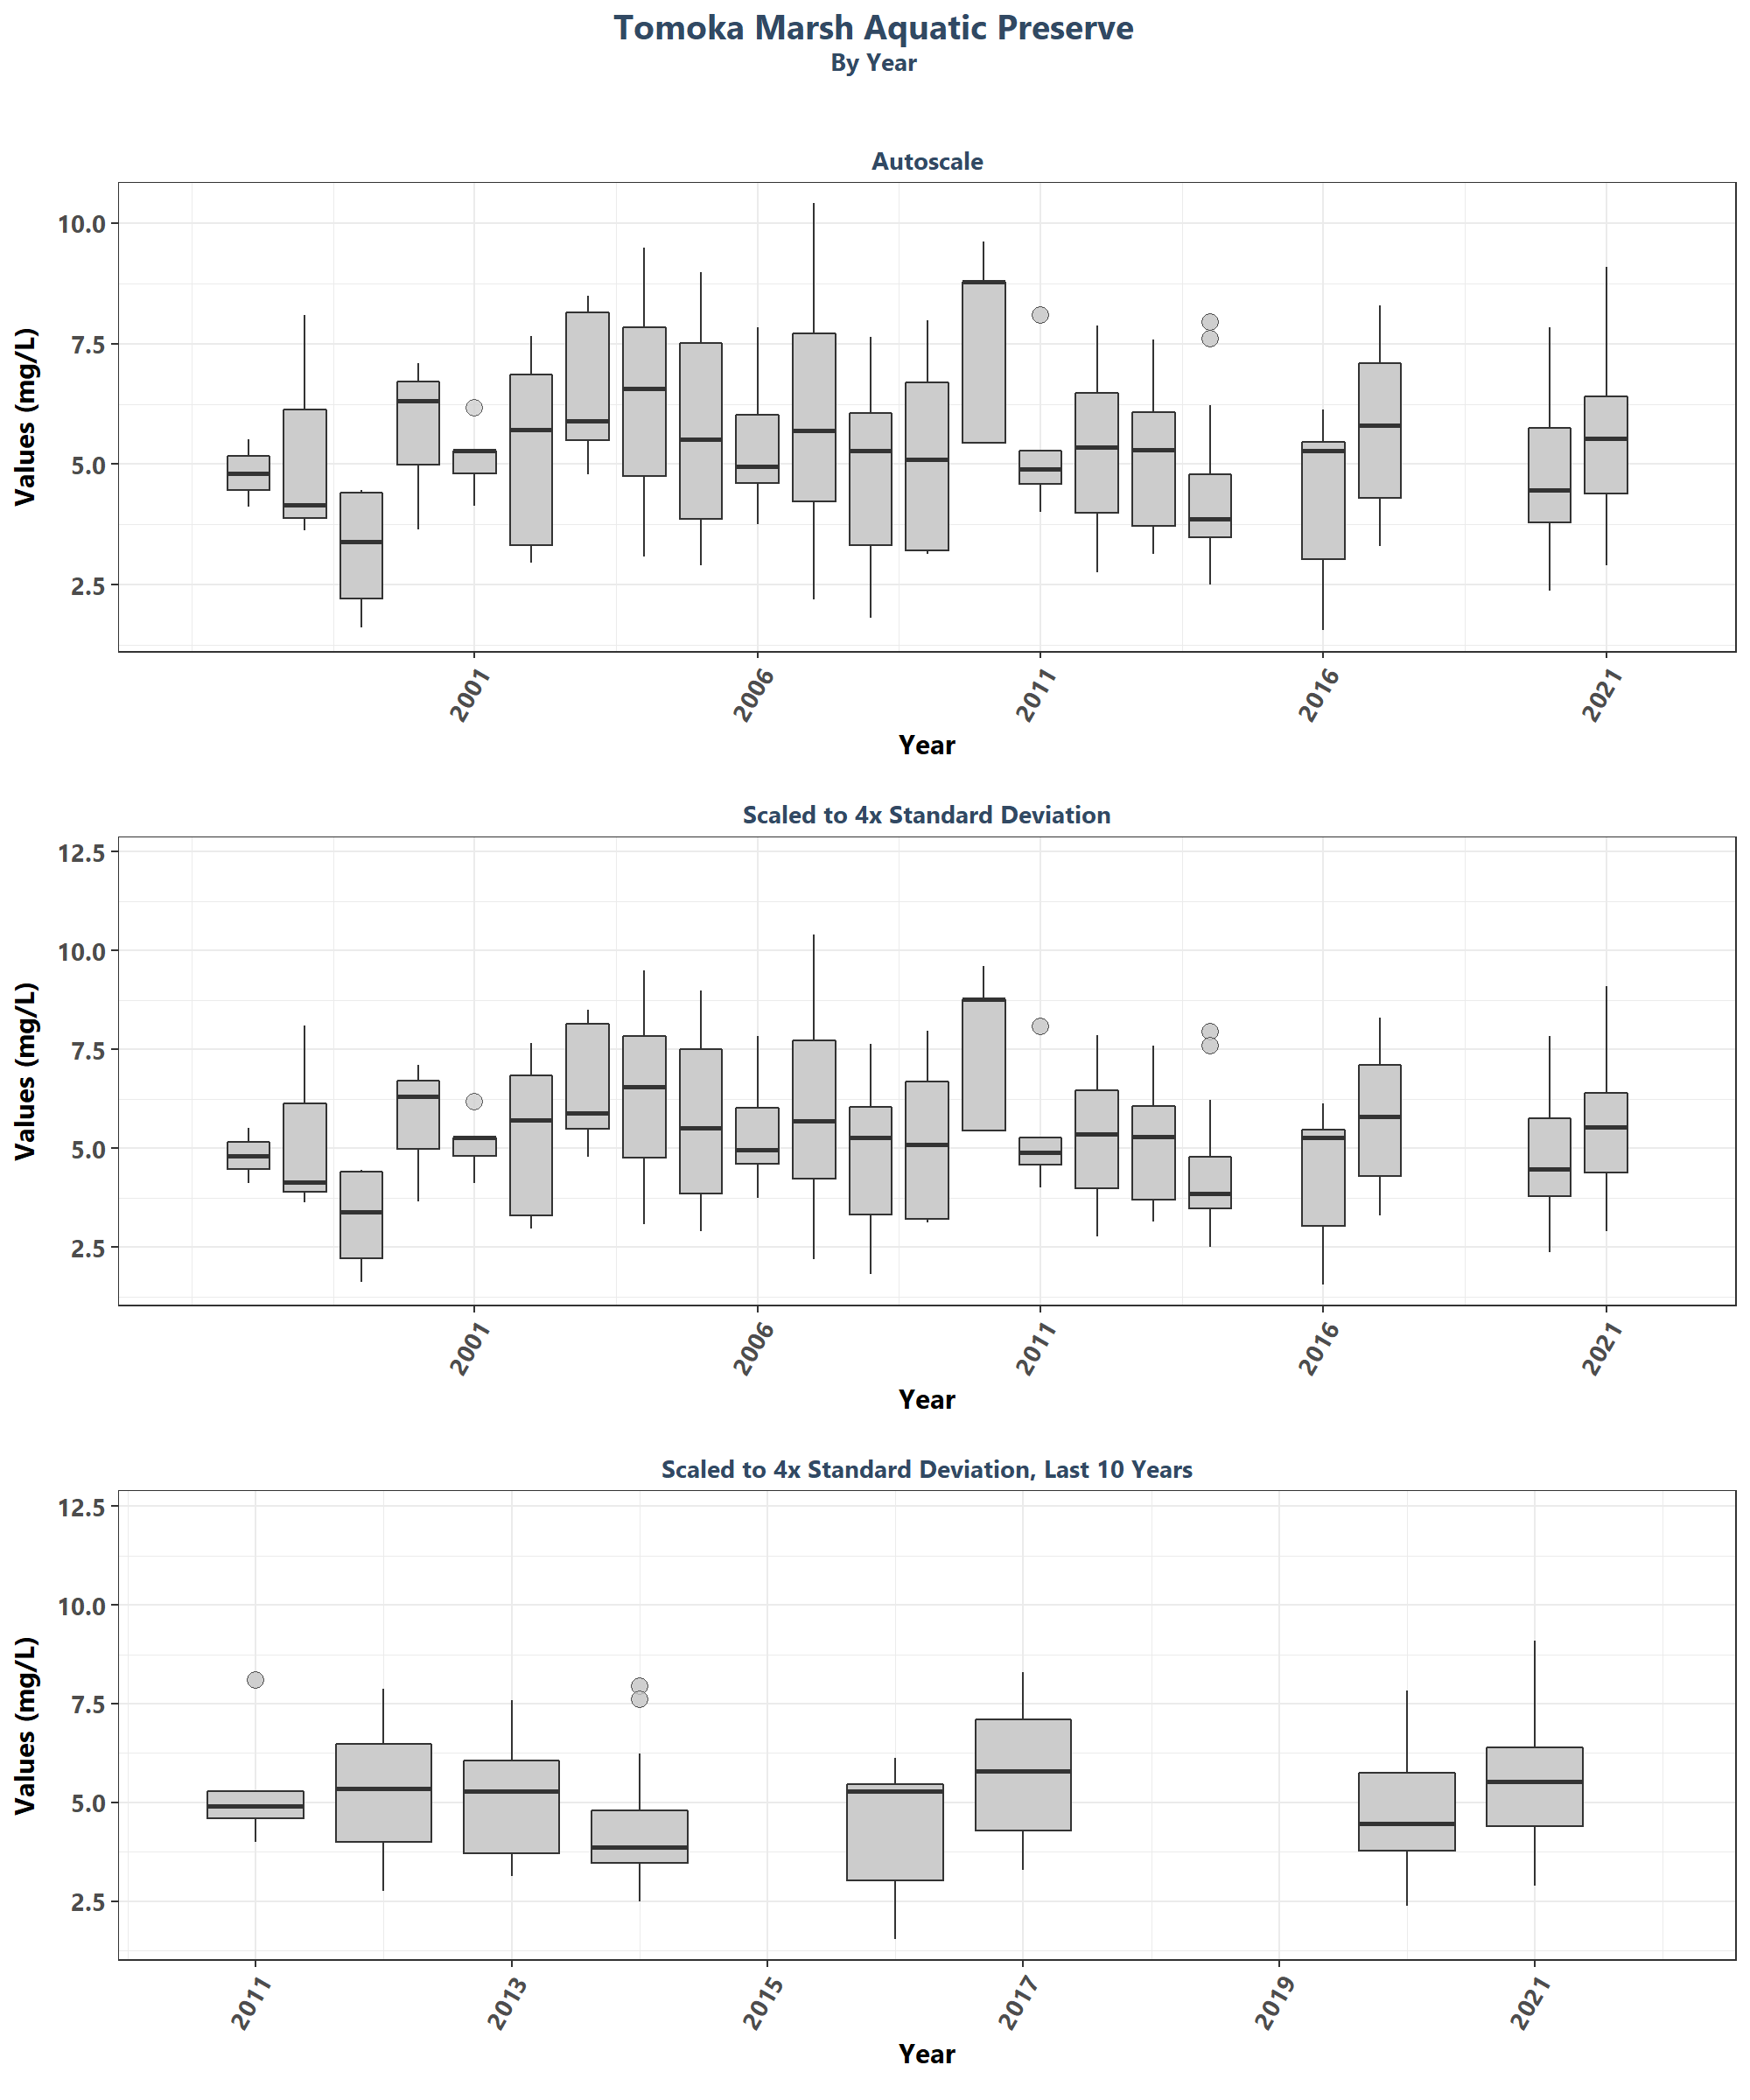 Tomoka Marsh Aquatic Preserve
By Year
Autoscale
Values (mg/L)
10.0
7.5
5.0
2.5
2001
2006
2011
2016
2021
Year
Scaled to 4x Standard Deviation
Values (mg/L)
12.5
10.0
7.5
5.0
2.5
2001
2006
2011
2016
2021
Year
Scaled to 4x Standard Deviation, Last 10 Years
Values (mg/L)
12.5
10.0
7.5
5.0
2.5
2011
2013
2015
2017
2019
2021
Year